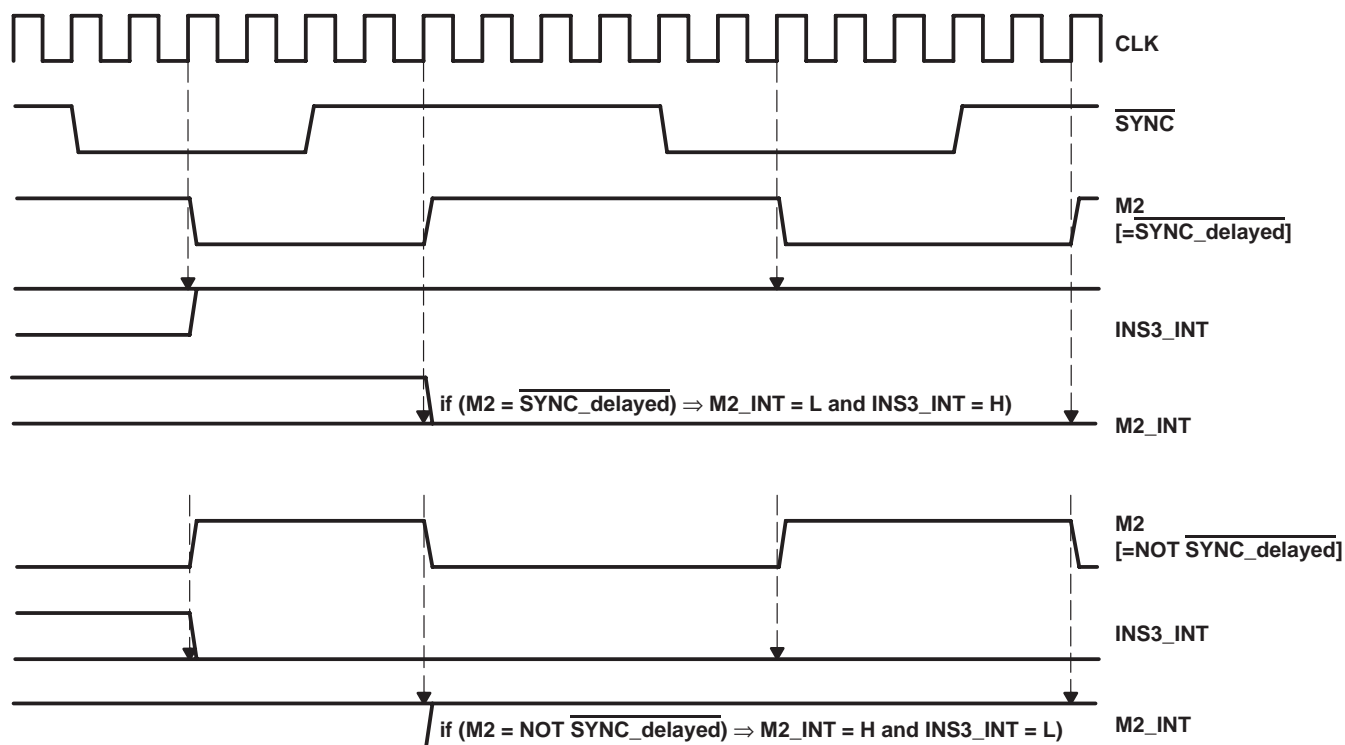 CLK
SYNC
M2
[=SYNC_delayed]
INS3_INT
if (M2 = SYNC_delayed) ⇒ M2_INT = L and INS3_INT = H)
M2_INT
M2
[=NOT SYNC_delayed]
INS3_INT
M2_INT
if (M2 = NOT SYNC_delayed) ⇒ M2_INT = H and INS3_INT = L)